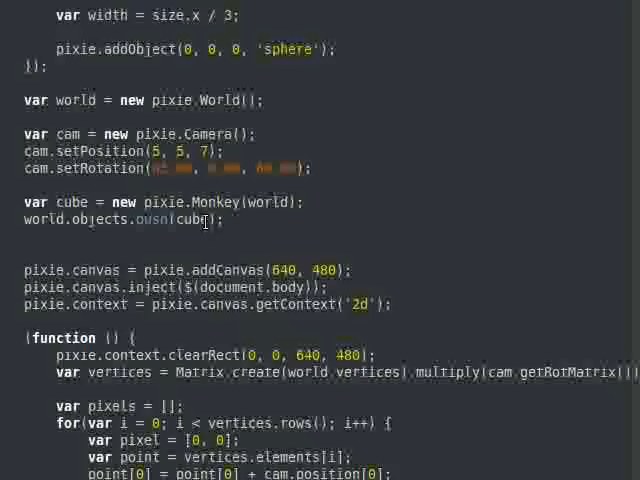 var width = size.x / 3;
pixie.addObject(0, 0, 0, 'sphere');
});
var world = new pixie.World();
var cam = new pixie.Camera();
cam.setPosition(5, 5, 7);
cam.setRotation(
var cube = new pixie.Monkey(world);
world.objects.push(cube);
pixie.canvas = pixie.addCanvas(640, 480);
pixie.canvas.inject($(document.body));
pixie.context = pixie.canvas.getContext('2d');
(function () {
pixie.context.clearRect(0, 0, 640, 480);
var vertices = Matrix.create(world.vertices).multiply(cam.getRotMatrix()
var pixels = [];
for(var i = 0; i < vertices.rows(); i++) {
var pixel = [0, 0];
var point = vertices.elements[i];
point[0] = point[0] + cam.position[0];